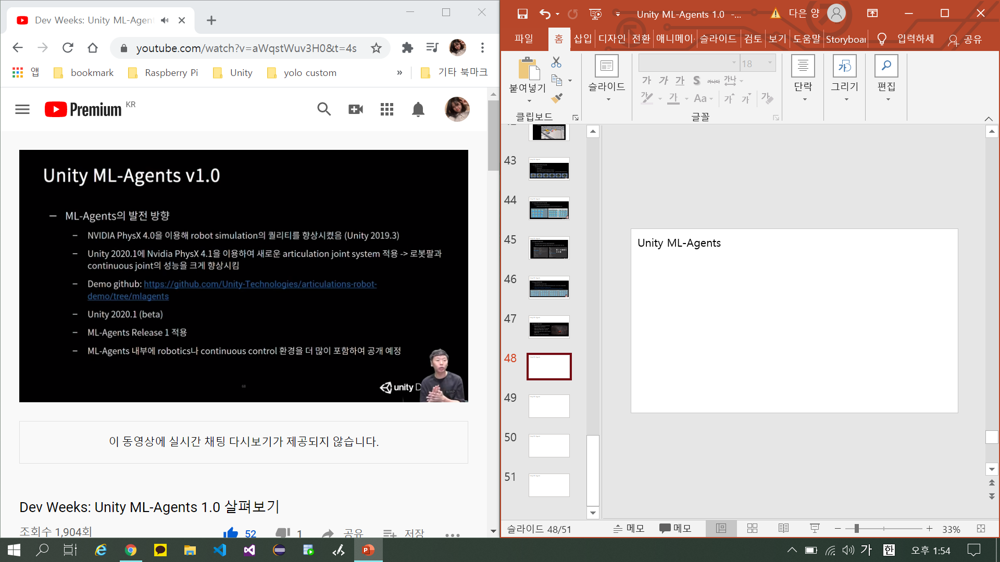 Dev Weeks: Unity ML-Agent
youtube.com/watch?v=aWqstWuv3H0&t=4s
앱
bookmark
Raspberry Pi
Unity
yolo custom
»
기타 북마크
Premium
KR
Unity ML-Agents v1.0
– ML-Agents의 발전 방향
– NVIDIA PhysX 4.0을 이용해 robot simulation의 퀄리티를 향상시켰음 (Unity 2019.3)
– Unity 2020.1에 Nvidia PhysX 4.1을 이용하여 새로운 articulation joint system 적용 -> 로봇팔과
continuous joint의 성능을 크게 향상시킴
– Demo github: https://github.com/Unity-Technologies/articulations-robot-
demo/tree/mlagents
– Unity 2020.1 (beta)
– ML-Agents Release 1 적용
– ML-Agents 내부에 robotics나 continuous control 환경을 더 많이 포함하여 공개 예정
unity D
이 동영상에 실시간 채팅 다시보기가 제공되지 않습니다.
Dev Weeks: Unity ML-Agents 1.0 살펴보기
조회수 1,904회
52
1
공유
저장
Unity ML-Agents 1.0 -...
다은 양
파일
홈
삽입
디자인
전환
애니메이
슬라이드
검토
보기
도움말
Storyboar
입력하세
공유
붙여넣기
클립보드
슬라이드
18
가 가 가 S 가나다 간나
가 가 Aa 가 가 가
글꼴
단락
그리기
편집
43
44
45
46
47
48
49
50
51
Unity ML-Agents
슬라이드 48/51
메모
메모
33%
가
한
오후 1:54